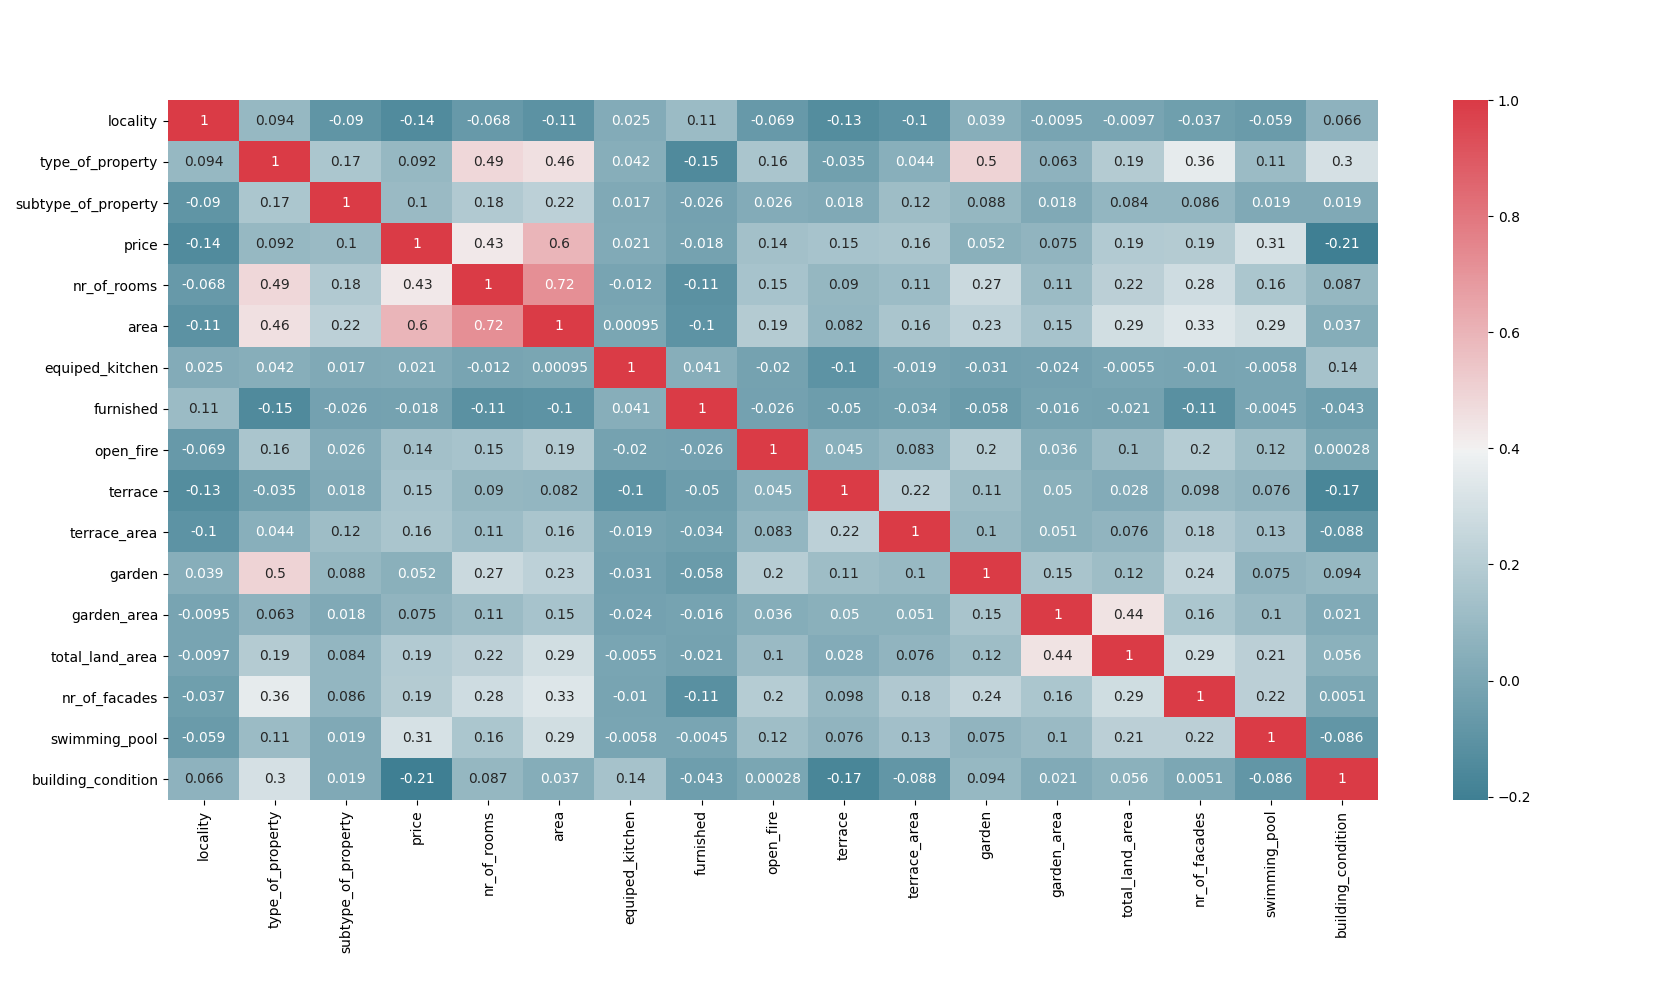 locality 1 0.094 -0.09 -0.14 -0.068 -0.11 0.025 0.11 -0.069 -0.13 -0.1 0.039 -0.0095 -0.0097 -0.037 -0.059 0.066
type_of_property 0.094 1 0.17 0.092 0.49 0.46 0.042 -0.15 0.16 -0.035 0.044 0.5 0.063 0.19 0.36 0.11 0.3
subtype_of_property -0.09 0.17 1 0.1 0.18 0.22 0.017 -0.026 0.026 0.018 0.12 0.088 0.018 0.084 0.086 0.019 0.019
price -0.14 0.092 0.1 1 0.43 0.6 0.021 -0.018 0.14 0.15 0.16 0.052 0.075 0.19 0.19 0.31 -0.21
nr_of_rooms -0.068 0.49 0.18 0.43 1 0.72 -0.012 -0.11 0.15 0.09 0.11 0.27 0.11 0.22 0.28 0.16 0.087
area -0.11 0.46 0.22 0.6 0.72 1 0.00095 -0.1 0.19 0.082 0.16 0.23 0.15 0.29 0.33 0.29 0.037
equiped_kitchen 0.025 0.042 0.017 0.021 -0.012 0.00095 1 0.041 -0.02 -0.1 -0.019 -0.031 -0.024 -0.0055 -0.01 -0.0058 0.14
furnished 0.11 -0.15 -0.026 -0.018 -0.11 -0.1 0.041 1 -0.026 -0.05 -0.034 -0.058 -0.016 -0.021 -0.11 -0.0045 -0.043
open_fire -0.069 0.16 0.026 0.14 0.15 0.19 -0.02 -0.026 1 0.045 0.083 0.2 0.036 0.1 0.2 0.12 0.00028
terrace -0.13 -0.035 0.018 0.15 0.09 0.082 -0.1 -0.05 0.045 1 0.22 0.11 0.05 0.028 0.098 0.076 -0.17
terrace_area -0.1 0.044 0.12 0.16 0.11 0.16 -0.019 -0.034 0.083 0.22 1 0.1 0.051 0.076 0.18 0.13 -0.088
garden 0.039 0.5 0.088 0.052 0.27 0.23 -0.031 -0.058 0.2 0.11 0.1 1 0.15 0.12 0.24 0.075 0.094
garden_area -0.0095 0.063 0.018 0.075 0.11 0.15 -0.024 -0.016 0.036 0.05 0.051 0.15 1 0.44 0.16 0.1 0.021
total_land_area -0.0097 0.19 0.084 0.19 0.22 0.29 -0.0055 -0.021 0.1 0.028 0.076 0.12 0.44 1 0.29 0.21 0.056
nr_of_facades -0.037 0.36 0.086 0.19 0.28 0.33 -0.01 -0.11 0.2 0.098 0.18 0.24 0.16 0.29 1 0.22 0.0051
swimming_pool -0.059 0.11 0.019 0.31 0.16 0.29 -0.0058 -0.0045 0.12 0.076 0.13 0.075 0.1 0.21 0.22 1 -0.086
building_condition 0.066 0.3 0.019 -0.21 0.087 0.037 0.14 -0.043 0.00028 -0.17 -0.088 0.094 0.021 0.056 0.0051 -0.086 1
locality
type_of_property
subtype_of_property
price
nr_of_rooms
area
equiped_kitchen
furnished
open_fire
terrace
terrace_area
garden
garden_area
total_land_area
nr_of_facades
swimming_pool
building_condition
1.0
0.8
0.6
0.4
0.2
0.0
−0.2